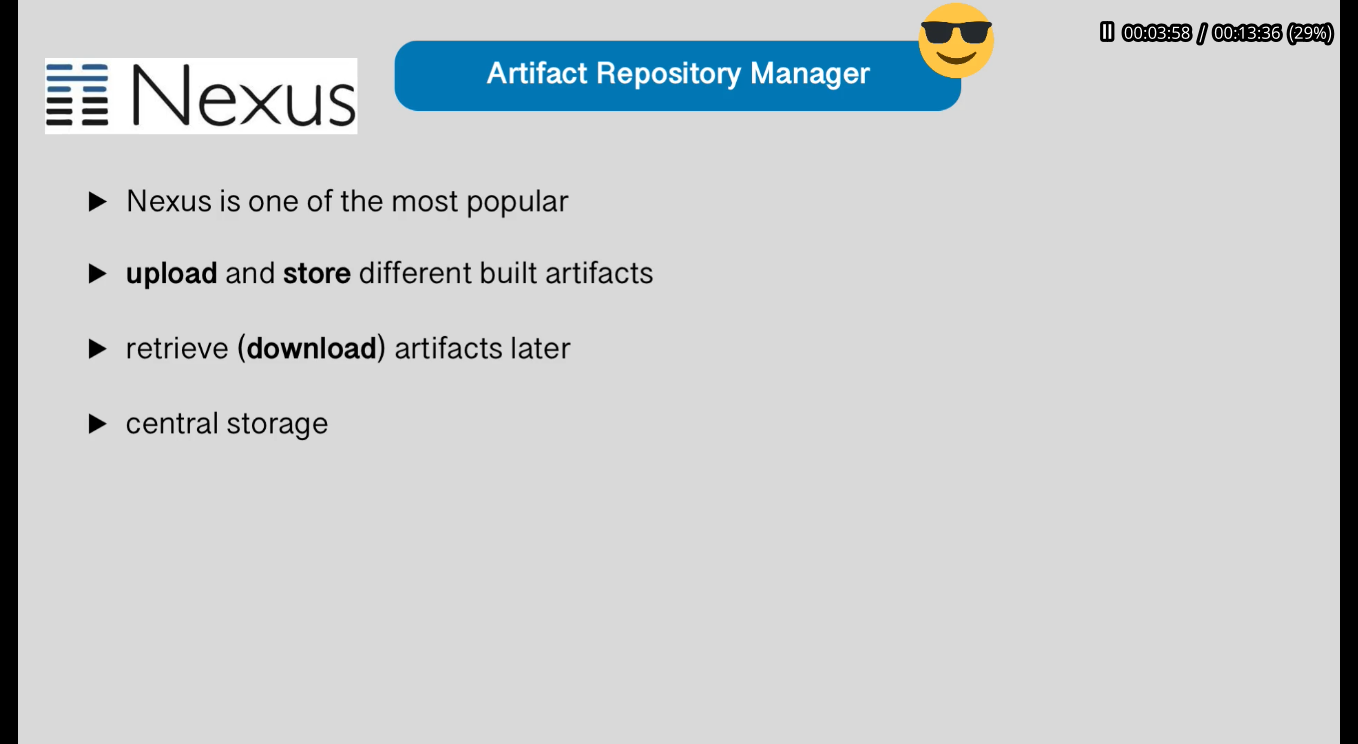 Artifact Repository Manager
00:03:58 / 00:13:36 (29%)
Nexus
Nexus is one of the most popular
upload and store different built artifacts
retrieve (download) artifacts later
central storage